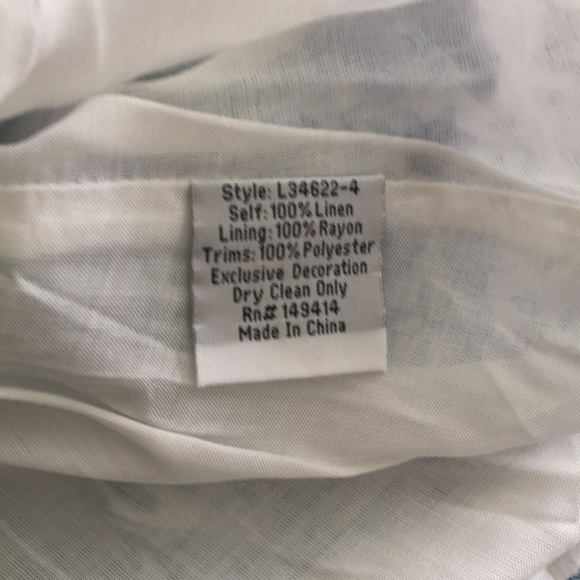 Style: L34622-4
Self: 100% Linen
Lining: 100% Rayon
Trims: 100% Polyester
Exclusive Decoration
Dry Clean Only
Rn# 149414
Made In China